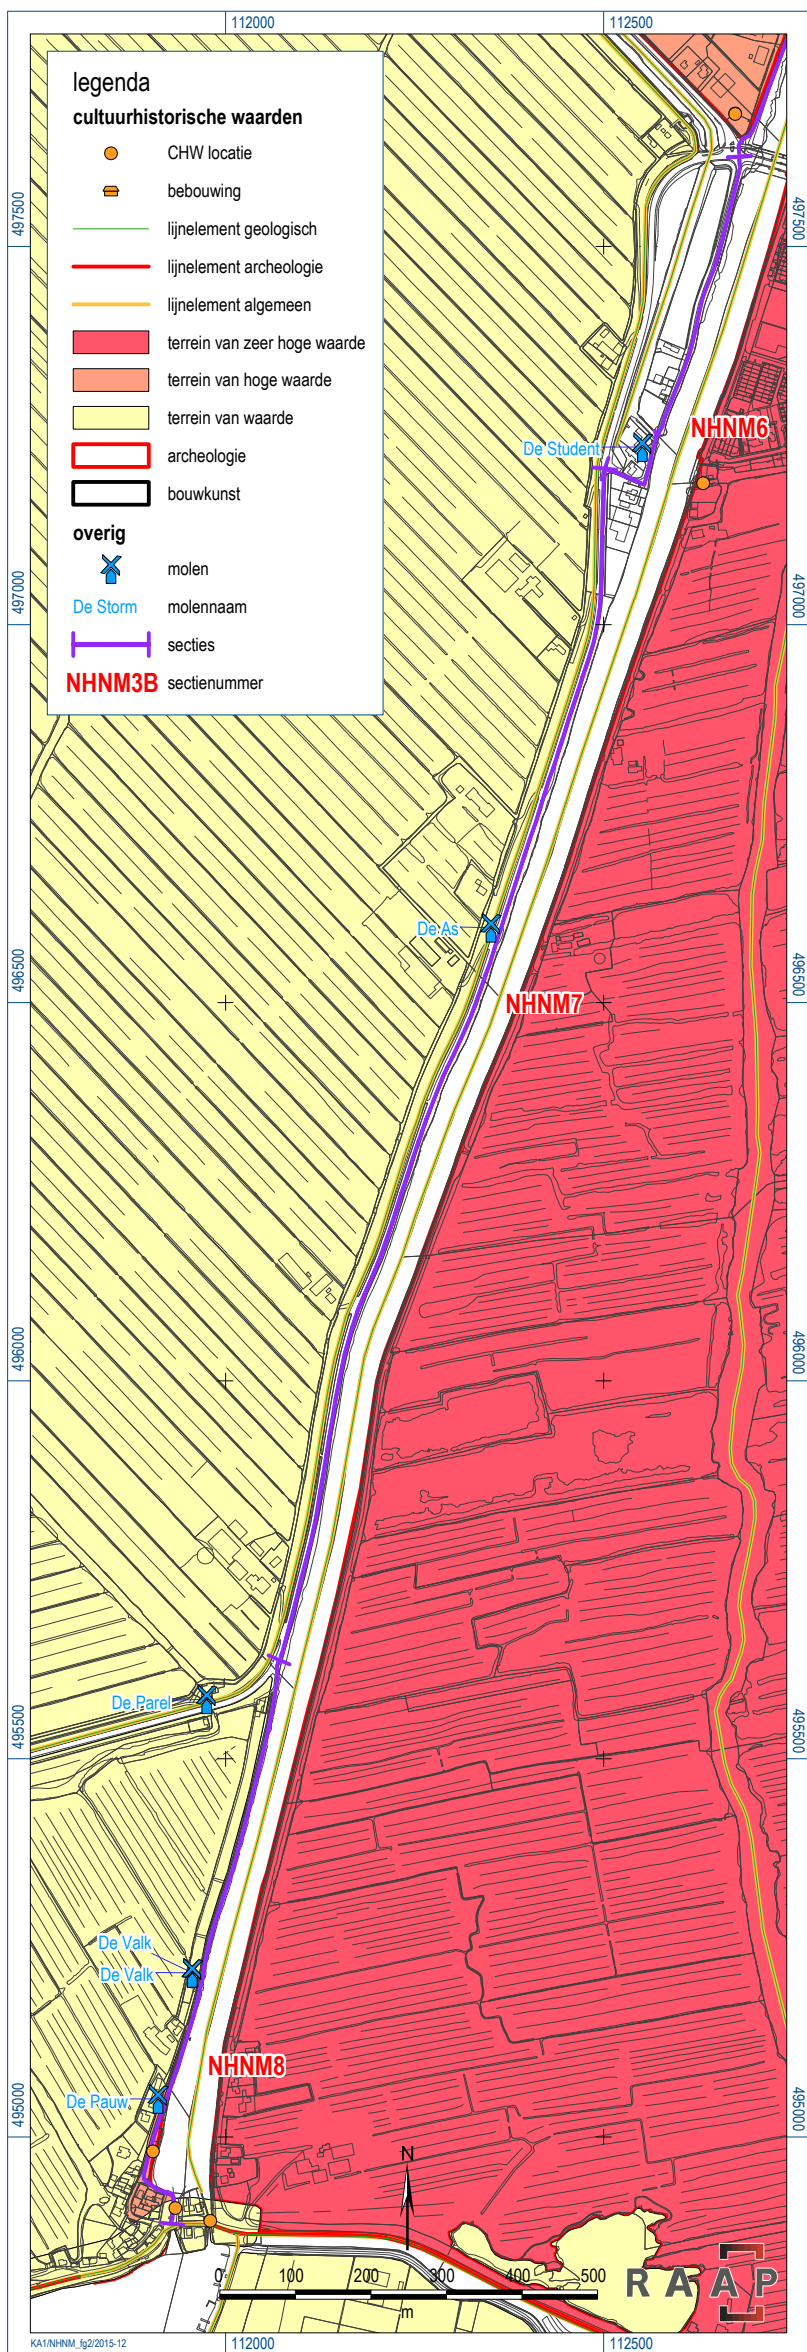 112000
112500
legenda
cultuurhistorische waarden
CHW locatie
bebouwing
lijnelement geologisch
lijnelement archeologie
lijnelement algemeen
terrein van zeer hoge waarde
terrein van hoge waarde
terrein van waarde
archeologie
bouwkunst
overig
molen
De Storm molennaam
secties
NHNM3B sectienummer
497500
497500
NHNM6
De Student
497000
497000
De As
496500
496500
NHNM7
496000
496000
De Parel
495500
495500
De Valk
De Valk
NHNM8
De Pauw
495000
495000
N
0 100 200 300 400 500
m
RAAP
KA1/NHNM_fg2/2015-12
112000
112500